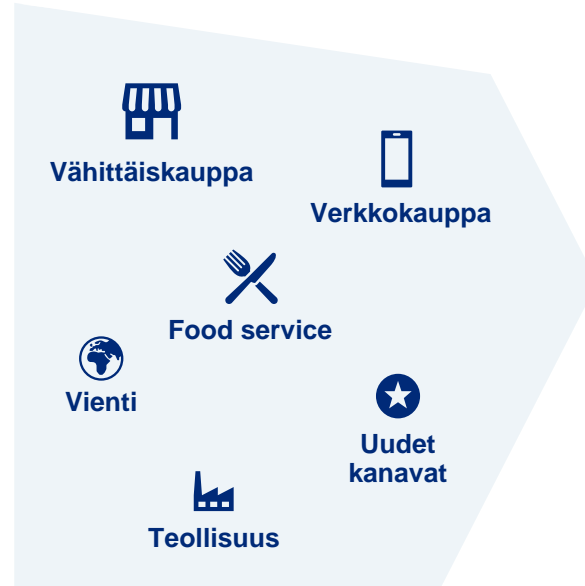 Vähittäiskauppa
Verkkokauppa
Food service
Vienti
Uudet
kanavat
Teollisuus